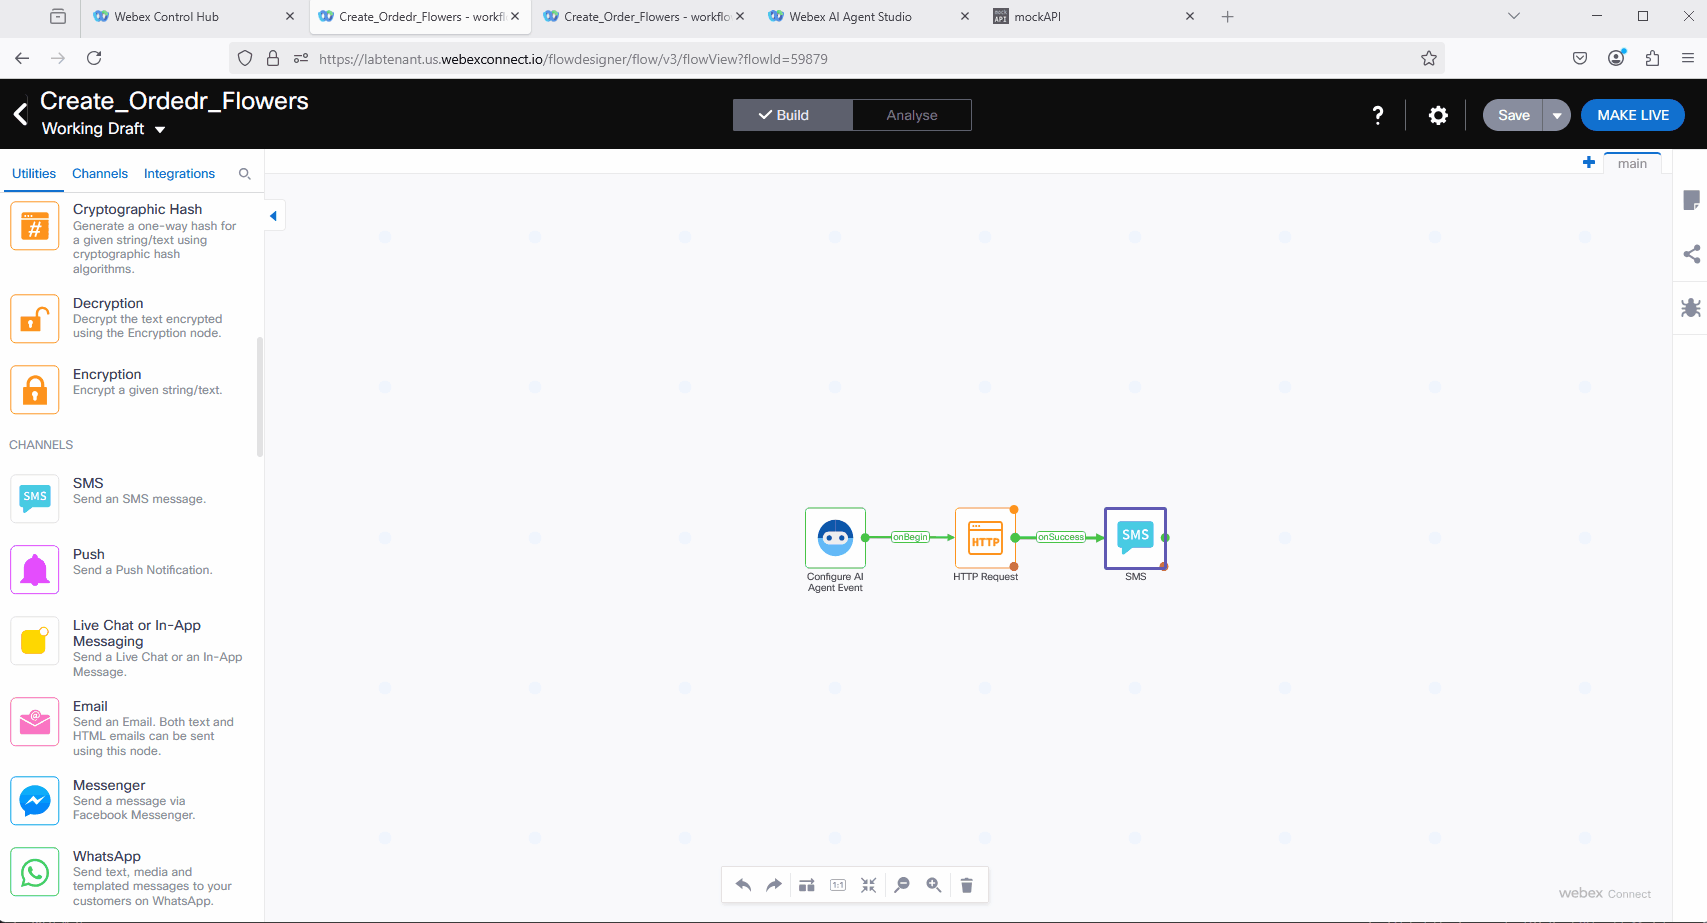 Webex Control Hub
Create_Ordedr_Flowers - workfl
Create_Order_Flowers - workflo
Webex AI Agent Studio
mock API
mockAPI
https://labtenant.us.webexconnect.io/flowdesigner/flow/v3/flowView?flowId=59879
Create_Ordedr_Flowers
Working Draft
Build
Analyse
?
Save
MAKE LIVE
Utilities
Channels
Integrations
main
#
Cryptographic Hash
Generate a one-way hash for
a given string/text using
cryptographic hash
algorithms.
Decryption
Decrypt the text encrypted
using the Encryption node.
Encryption
Encrypt a given string/text.
CHANNELS
SMS
SMS
Send an SMS message.
Push
Send a Push Notification.
Live Chat or In-App
Messaging
Send a Live Chat or an In-App
Message.
@
Email
Send an Email. Both text and
HTML emails can be sent
using this node.
Messenger
Send a message via
Facebook Messenger.
WhatsApp
Send text, media and
templated messages to your
customers on WhatsApp.
onBegin
HTTP
onSuccess
SMS
Configure AI
Agent Event
HTTP Request
SMS
1:1
webex Connect